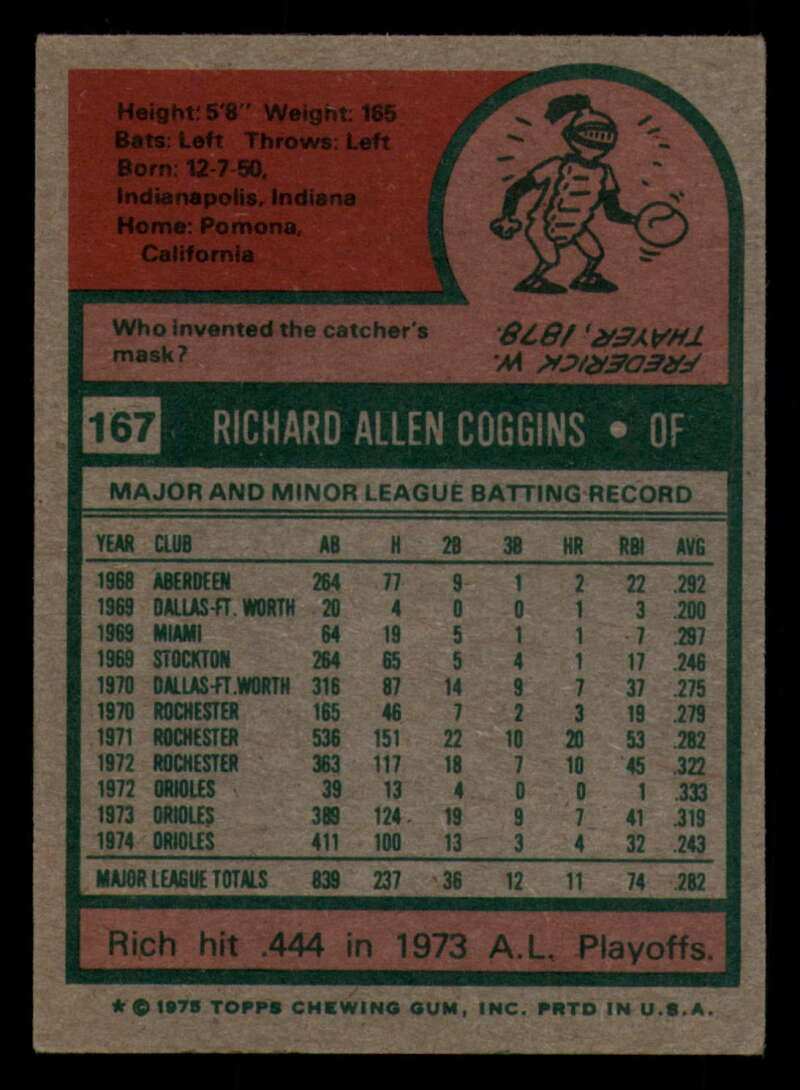 Height: 5'8" Weight: 165
Bats: Left Throws: Left
Born: 12-7-50,
Indianapolis, Indiana
Home: Pomona,
California
Who invented the catcher's
mask?
FREDERICK W.
THAYER, 1878.
167 RICHARD ALLEN COGGINS • OF
MAJOR AND MINOR LEAGUE BATTING RECORD
YEAR CLUB AB H 2B 3B HR RBI AVG
1968 ABERDEEN 264 77 9 1 2 22 .292
1969 DALLAS-FT. WORTH 20 4 0 0 1 3 .200
1969 MIAMI 64 19 5 1 1 7 .297
1969 STOCKTON 264 65 5 4 1 17 .246
1970 DALLAS-FT.WORTH 316 87 14 9 7 37 .275
1970 ROCHESTER 165 46 7 2 3 19 .279
1971 ROCHESTER 536 151 22 10 20 53 .282
1972 ROCHESTER 363 117 18 7 10 45 .322
1972 ORIOLES 39 13 4 0 0 1 .333
1973 ORIOLES 389 124 19 9 7 41 .319
1974 ORIOLES 411 100 13 3 4 32 .243
MAJOR LEAGUE TOTALS 839 237 36 12 11 74 .282
Rich hit .444 in 1973 A.L. Playoffs.
* © 1975 TOPPS CHEWING GUM, INC. PRTD IN U.S.A.